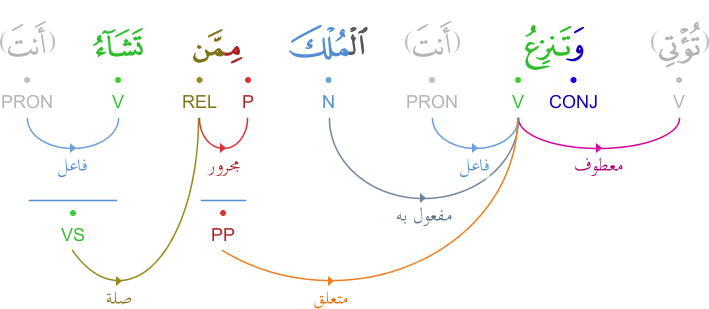 (تُؤْتِى) وَتَنزِعُ (أَنتَ) ٱلْمُلْكَ مِمَّن تَشَآءُ (أَنتَ)
V CONJ V PRON N P REL V PRON
معطوف فاعل مجرور فاعل
مفعول به
PP VS
متعلق صلة